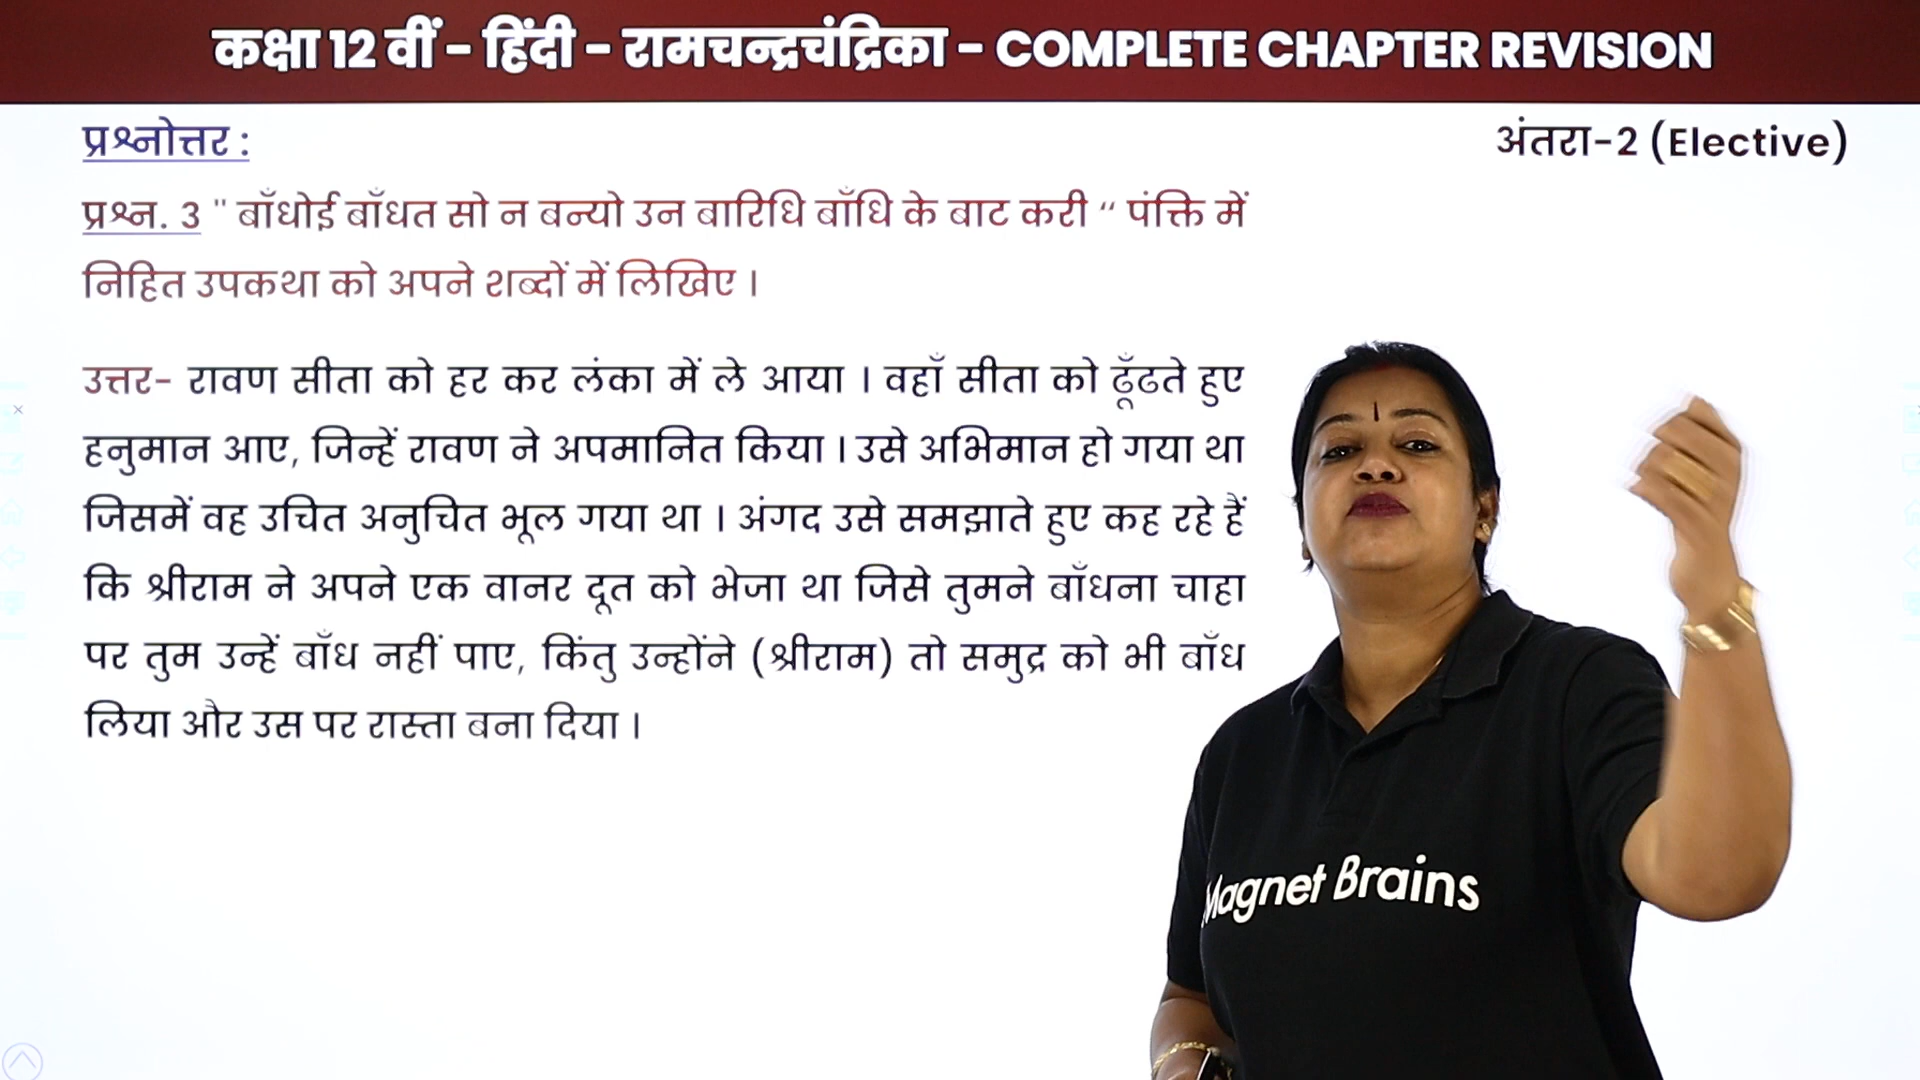 कक्षा 12 वीं - हिंदी - रामचन्द्रचंद्रिका - COMPLETE CHAPTER REVISION
प्रश्नोत्तर :
अंतरा-2 (Elective)
प्रश्न. 3 " बाँधोई बाँधत सो न बन्यो उन बारिधि बाँधि के बाट करी “ पंक्ति में
निहित उपकथा को अपने शब्दों में लिखिए ।
उत्तर- रावण सीता को हर कर लंका में ले आया । वहाँ सीता को ढूँढते हुए
हनुमान आए, जिन्हें रावण ने अपमानित किया । उसे अभिमान हो गया था
जिसमें वह उचित अनुचित भूल गया था । अंगद उसे समझाते हुए कह रहे हैं
कि श्रीराम ने अपने एक वानर दूत को भेजा था जिसे तुमने बाँधना चाहा
पर तुम उन्हें बाँध नहीं पाए, किंतु उन्होंने (श्रीराम) तो समुद्र को भी बाँध
लिया और उस पर रास्ता बना दिया ।
Magnet Brains